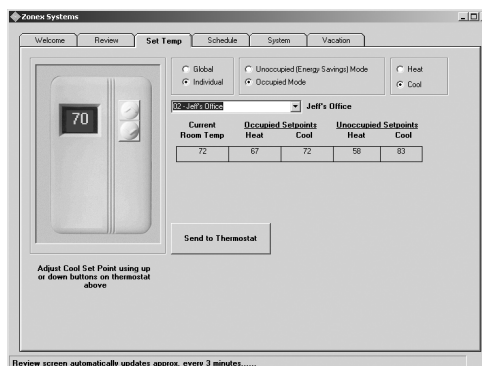 Zonex Systems
Welcome Review Set Temp Schedule System Vacation
Global Unoccupied (Energy Savings) Mode Heat
Individual Occupied Mode Cool
70
02 - Jeff's Office Jeff's Office
Current Occupied Setpoints Unoccupied Setpoints
Room Temp Heat Cool Heat Cool
72 67 72 58 83
Send to Thermostat
Adjust Cool Set Point using up
or down buttons on thermostat
above
Review screen automatically updates approx. every 3 minutes......